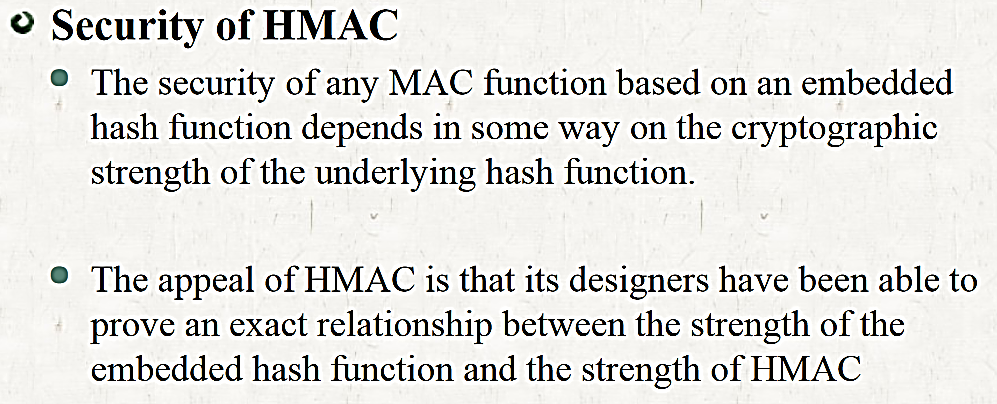 Security of HMAC
The security of any MAC function based on an embedded
hash function depends in some way on the cryptographic
strength of the underlying hash function.
The appeal of HMAC is that its designers have been able to
prove an exact relationship between the strength of the
embedded hash function and the strength of HMAC